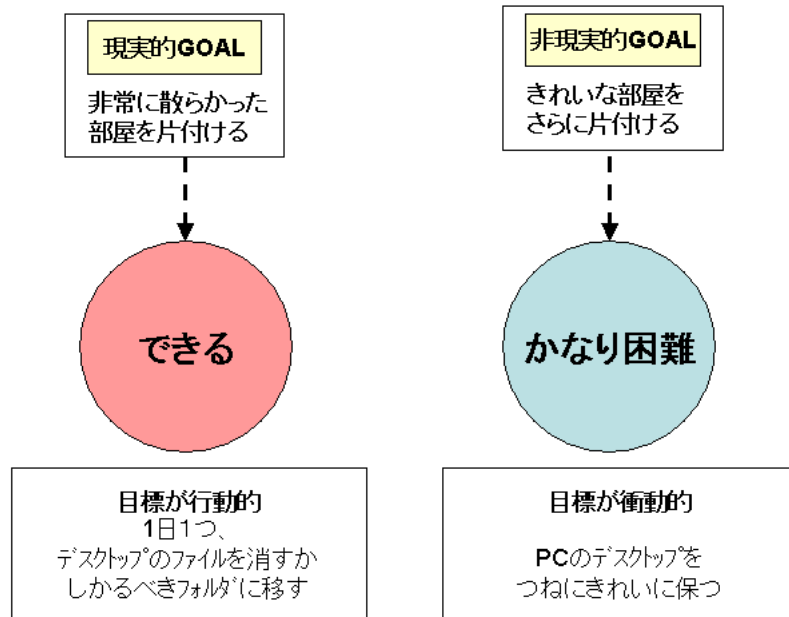 現実的GOAL
非常に散らかった
部屋を片付ける
できる
目標が行動的
1日1つ、
デスクトップのファイルを消すか
しかるべきフォルダに移す
非現実的GOAL
きれいな部屋を
さらに片付ける
かなり困難
目標が衝動的
PCのデスクトップを
つねにきれいに保つ